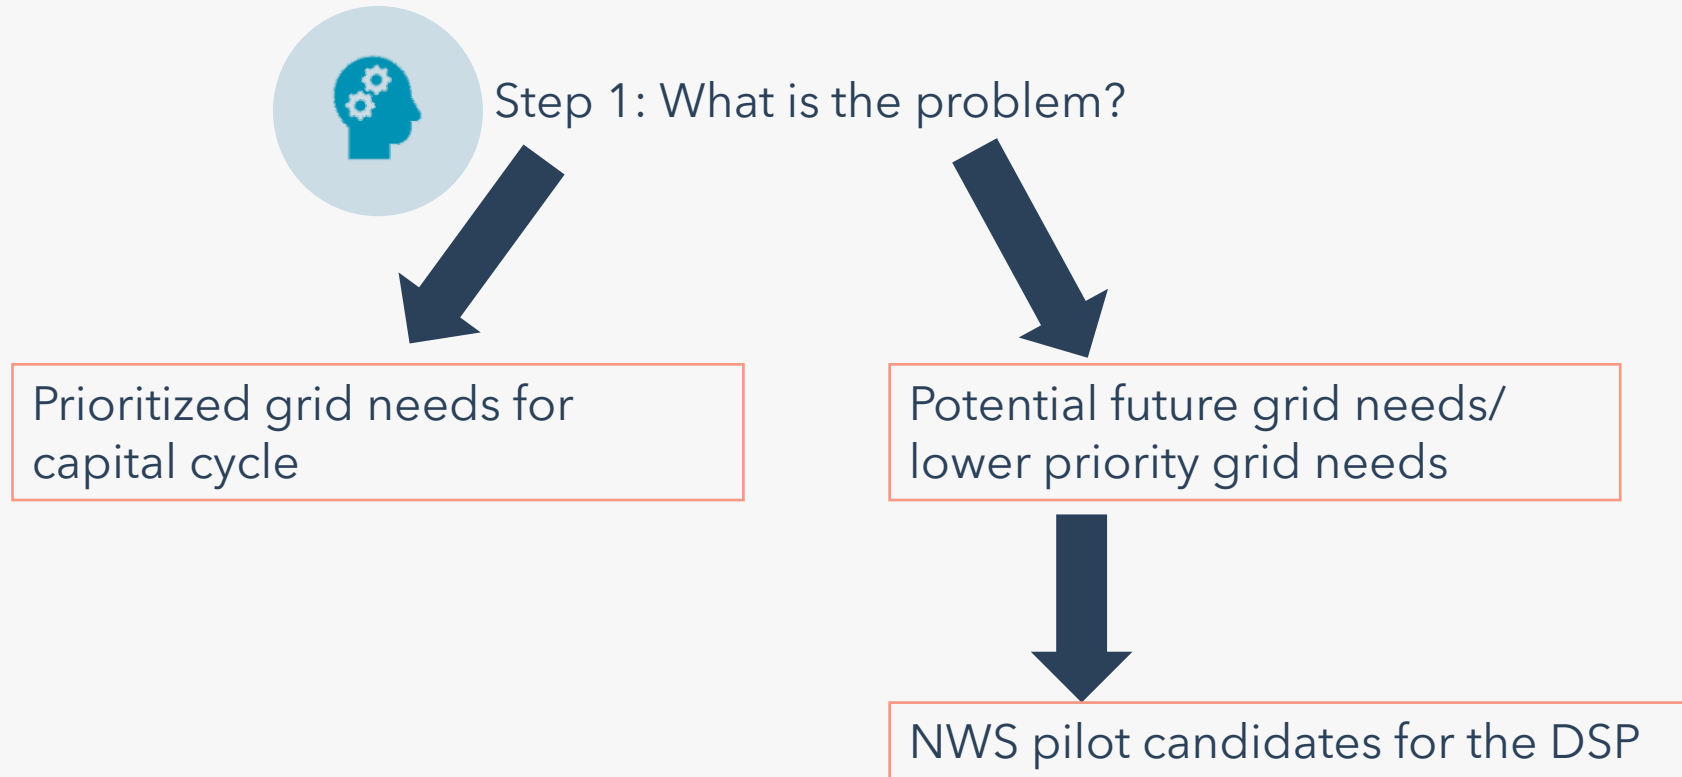 Step 1: What is the problem?
Prioritized grid needs for
capital cycle
Potential future grid needs/
lower priority grid needs
NWS pilot candidates for the DSP